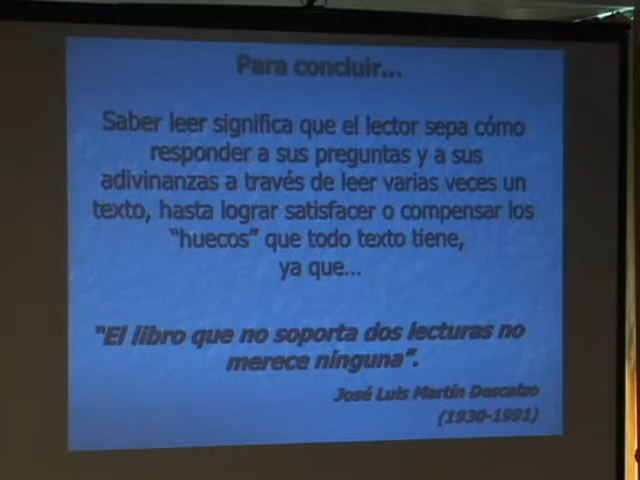 Para concluir...
Saber leer significa que el lector sepa cómo
responder a sus preguntas y a sus
adivinanzas a través de leer varias veces un
texto, hasta lograr satisfacer o compensar los
“huecos” que todo texto tiene,
ya que...
“El libro que no soporta dos lecturas no
merece ninguna”.
José Luis Martín Descalzo
(1930-1991)